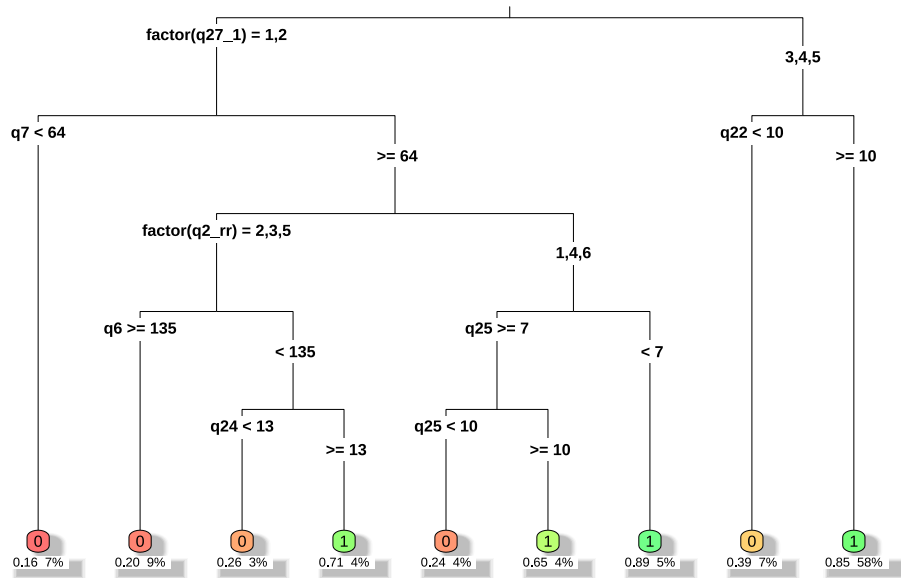 factor(q27_1) = 1,2
3,4,5
q7 < 64
>= 64
q22 < 10
>= 10
factor(q2_rr) = 2,3,5
1,4,6
q6 >= 135
< 135
q25 >= 7
< 7
q24 < 13
>= 13
q25 < 10
>= 10
0 0 0 1 0 1 1 0 1
0.16 7% 0.20 9% 0.26 3% 0.71 4% 0.24 4% 0.65 4% 0.89 5% 0.39 7% 0.85 58%